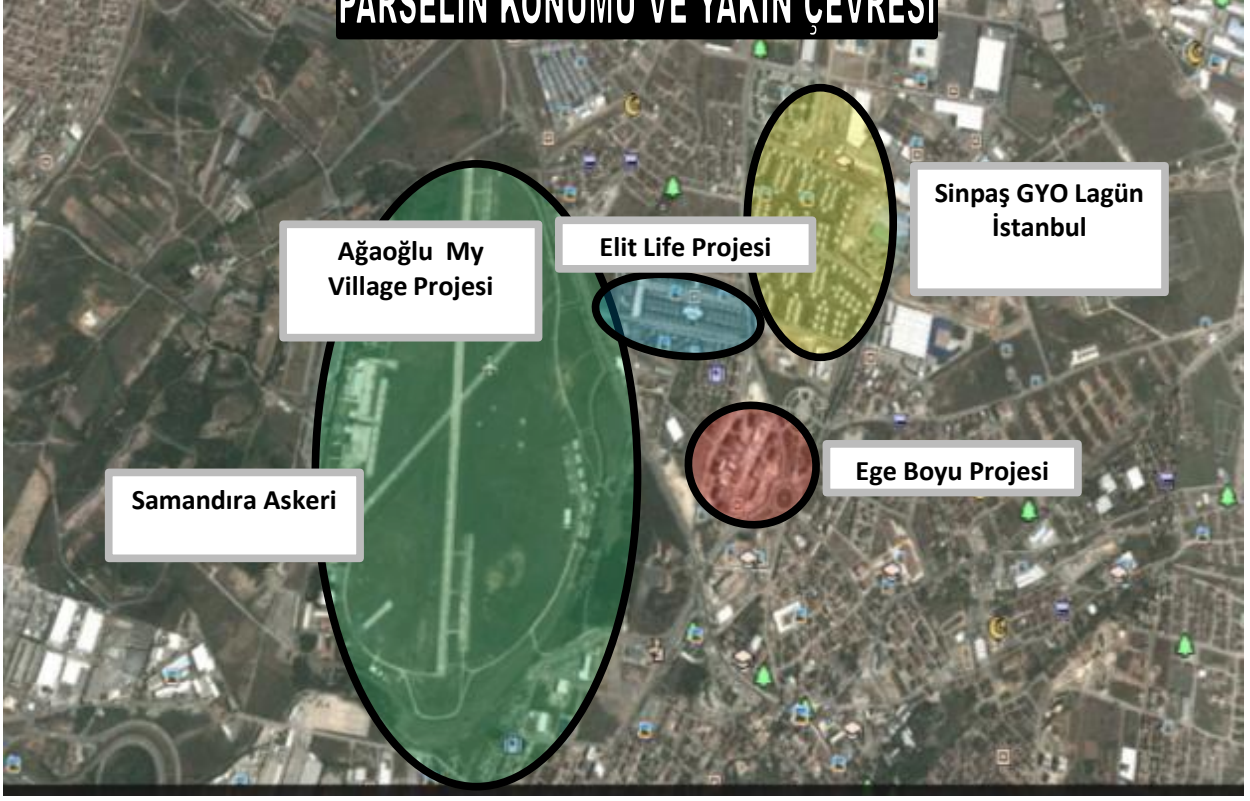 PARSELİN KONUMU VE YAKIN ÇEVRESİ
Sinpaş GYO Lagün
İstanbul
Ağaoğlu My
Village Projesi
Elit Life Projesi
Ege Boyu Projesi
Samandıra Askeri